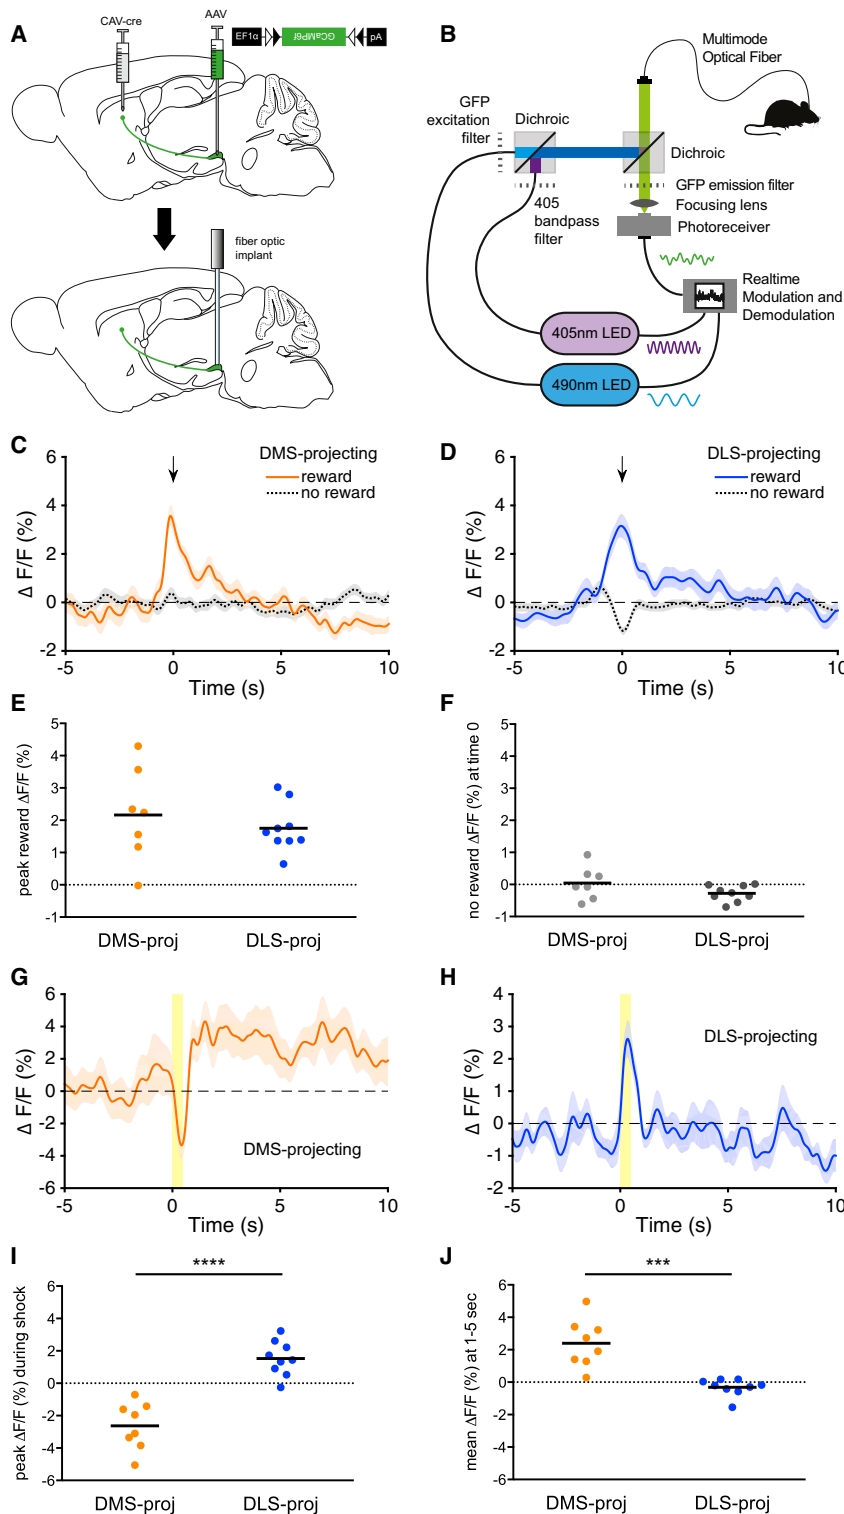 A
CAV-cre
AAV
EF1α
GCaMP6f
pA
fiber optic
implant
B
Multimode
Optical Fiber
GFP
excitation
filter
Dichroic
Dichroic
GFP emission filter
Focusing lens
Photoreceiver
405
bandpass
filter
Realtime
Modulation and
Demodulation
405nm LED
490nm LED
C
DMS-projecting
reward
no reward
Δ F/F (%)
6
4
2
0
-2
-5
0
5
10
Time (s)
D
DLS-projecting
reward
no reward
Δ F/F (%)
6
4
2
0
-2
-5
0
5
10
Time (s)
E
peak reward ΔF/F (%)
5
4
3
2
1
0
-1
DMS-proj
DLS-proj
F
no reward ΔF/F (%) at time 0
5
4
3
2
1
0
-1
DMS-proj
DLS-proj
G
Δ F/F (%)
6
4
2
0
-2
-4
-6
DMS-projecting
-5
0
5
10
Time (s)
H
Δ F/F (%)
4
3
2
1
0
-1
-2
DLS-projecting
-5
0
5
10
Time (s)
I
****
peak ΔF/F (%) during shock
6
4
2
0
-2
-4
-6
DMS-proj
DLS-proj
J
***
mean ΔF/F (%) at 1-5 sec
6
4
2
0
-2
-4
-6
DMS-proj
DLS-proj